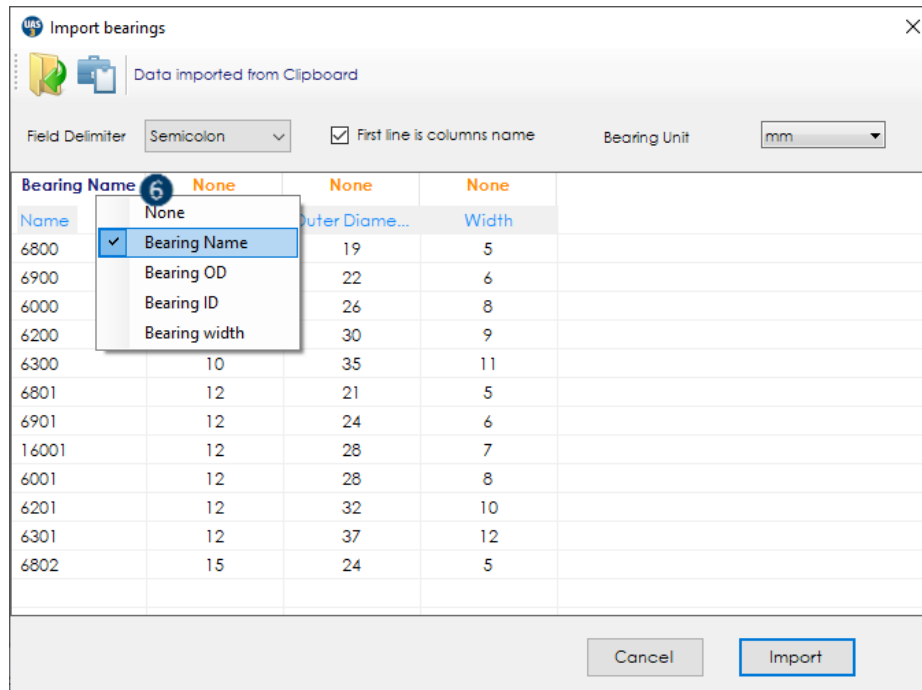 UAS 3 Import bearings
Data imported from Clipboard
Field Delimiter Semicolon First line is columns name Bearing Unit mm
Bearing Name 6 None None None
Name Outer Diame... Width
None
Bearing Name
Bearing OD
Bearing ID
Bearing width
6800 19 5
6900 22 6
6000 26 8
6200 30 9
6300 10 35 11
6801 12 21 5
6901 12 24 6
16001 12 28 7
6001 12 28 8
6201 12 32 10
6301 12 37 12
6802 15 24 5
Cancel Import